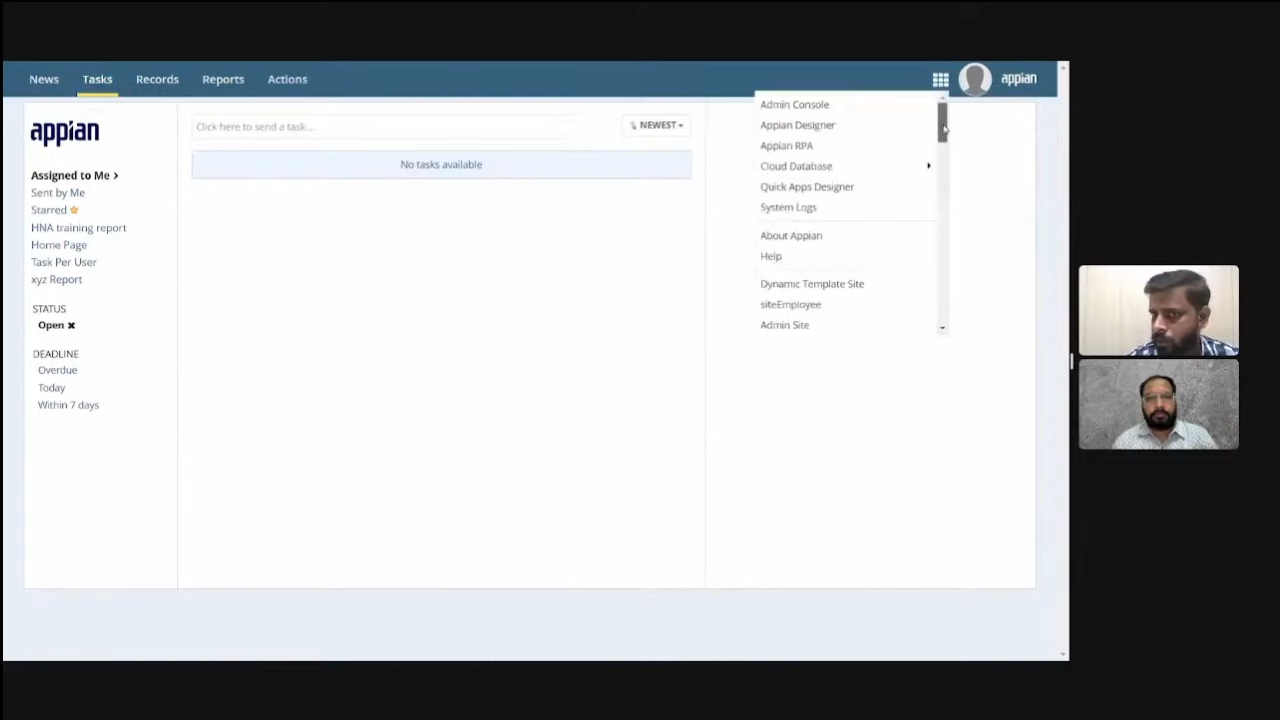 News Tasks Records Reports Actions appian
appian
Assigned to Me >
Sent by Me
Starred
HNA training report
Home Page
Task Per User
xyz Report
STATUS
Open ✖
DEADLINE
Overdue
Today
Within 7 days
Click here to send a task...
NEWEST
No tasks available
Admin Console
Appian Designer
Appian RPA
Cloud Database
Quick Apps Designer
System Logs
About Appian
Help
Dynamic Template Site
siteEmployee
Admin Site